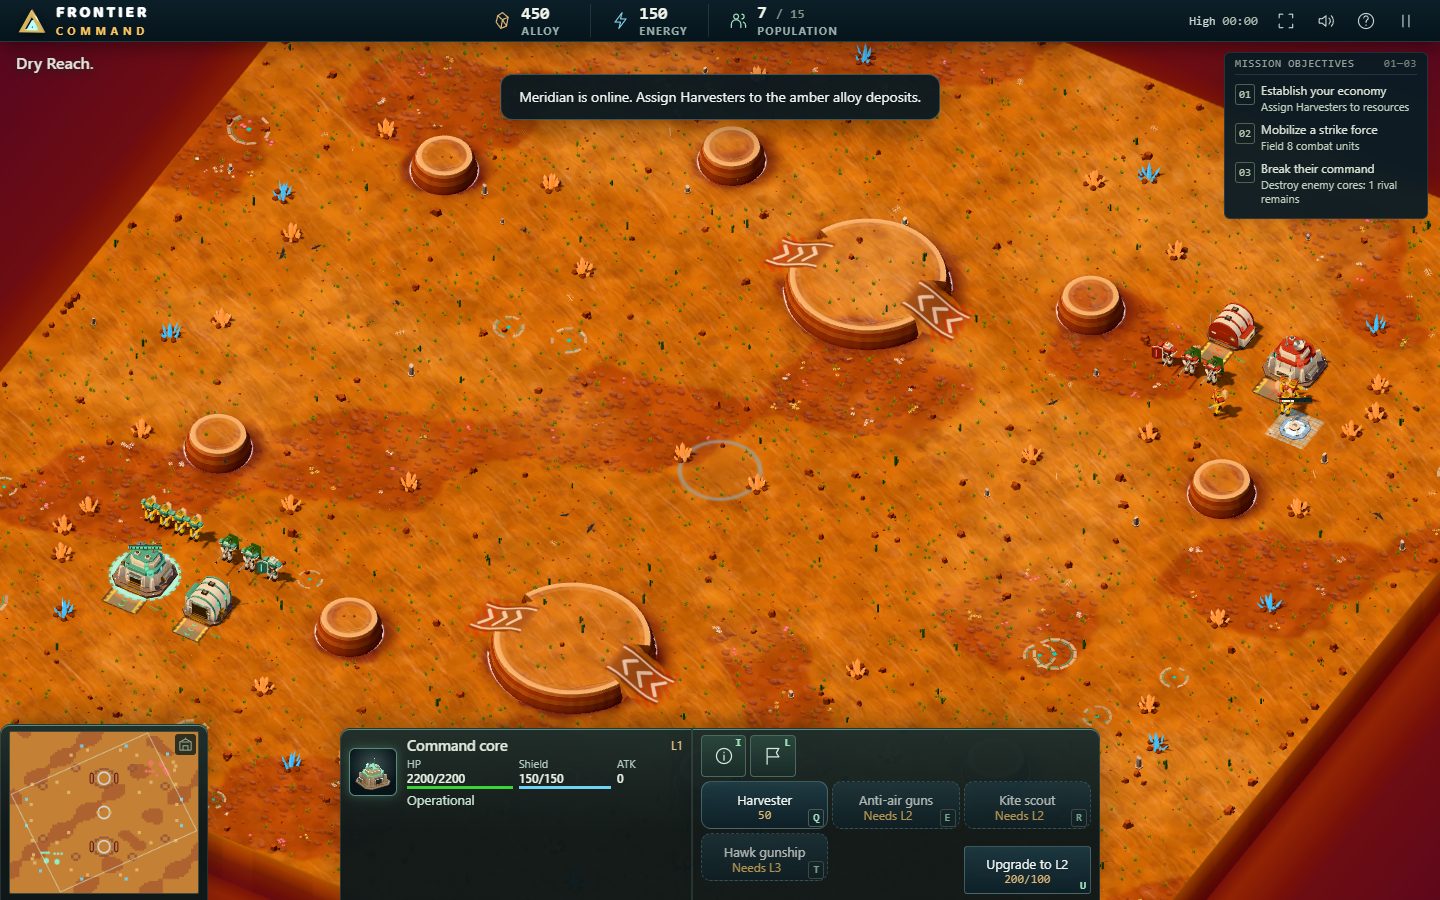 FRONTIER
COMMAND
450
ALLOY
150
ENERGY
7 / 15
POPULATION
High 00:00
Dry Reach.
Meridian is online. Assign Harvesters to the amber alloy deposits.
MISSION OBJECTIVES 01—03
01 Establish your economy
Assign Harvesters to resources
02 Mobilize a strike force
Field 8 combat units
03 Break their command
Destroy enemy cores: 1 rival
remains
Command core L1
HP Shield ATK
2200/2200 150/150 0
Operational
I L
Harvester
50 Q
Anti-air guns
Needs L2 E
Kite scout
Needs L2 R
Hawk gunship
Needs L3 T
Upgrade to L2
200/100 U